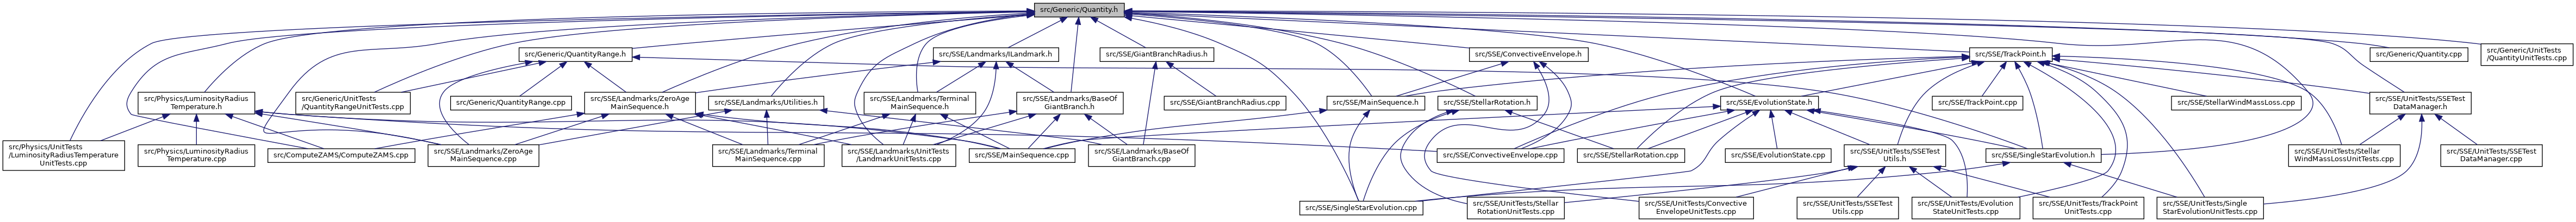 src/Generic/Quantity.h
src/Generic/QuantityRange.h
src/SSE/Landmarks/ILandmark.h
src/SSE/GiantBranchRadius.h
src/SSE/ConvectiveEnvelope.h
src/SSE/TrackPoint.h
src/Generic/Quantity.cpp
src/Generic/UnitTests
/QuantityUnitTests.cpp
src/Physics/LuminosityRadius
Temperature.h
src/Generic/UnitTests
/QuantityRangeUnitTests.cpp
src/Generic/QuantityRange.cpp
src/SSE/Landmarks/ZeroAge
MainSequence.h
src/SSE/Landmarks/Utilities.h
src/SSE/Landmarks/Terminal
MainSequence.h
src/SSE/Landmarks/BaseOf
GiantBranch.h
src/SSE/GiantBranchRadius.cpp
src/SSE/MainSequence.h
src/SSE/StellarRotation.h
src/SSE/EvolutionState.h
src/SSE/TrackPoint.cpp
src/SSE/StellarWindMassLoss.cpp
src/SSE/UnitTests/SSETest
DataManager.h
src/Physics/UnitTests
/LuminosityRadiusTemperature
UnitTests.cpp
src/Physics/LuminosityRadius
Temperature.cpp
src/ComputeZAMS/ComputeZAMS.cpp
src/SSE/Landmarks/ZeroAge
MainSequence.cpp
src/SSE/Landmarks/Terminal
MainSequence.cpp
src/SSE/Landmarks/UnitTests
/LandmarkUnitTests.cpp
src/SSE/MainSequence.cpp
src/SSE/Landmarks/BaseOf
GiantBranch.cpp
src/SSE/ConvectiveEnvelope.cpp
src/SSE/StellarRotation.cpp
src/SSE/EvolutionState.cpp
src/SSE/UnitTests/SSETest
Utils.h
src/SSE/SingleStarEvolution.h
src/SSE/UnitTests/Stellar
WindMassLossUnitTests.cpp
src/SSE/UnitTests/SSETest
DataManager.cpp
src/SSE/SingleStarEvolution.cpp
src/SSE/UnitTests/Stellar
RotationUnitTests.cpp
src/SSE/UnitTests/Convective
EnvelopeUnitTests.cpp
src/SSE/UnitTests/SSETest
Utils.cpp
src/SSE/UnitTests/Evolution
StateUnitTests.cpp
src/SSE/UnitTests/TrackPoint
UnitTests.cpp
src/SSE/UnitTests/Single
StarEvolutionUnitTests.cpp